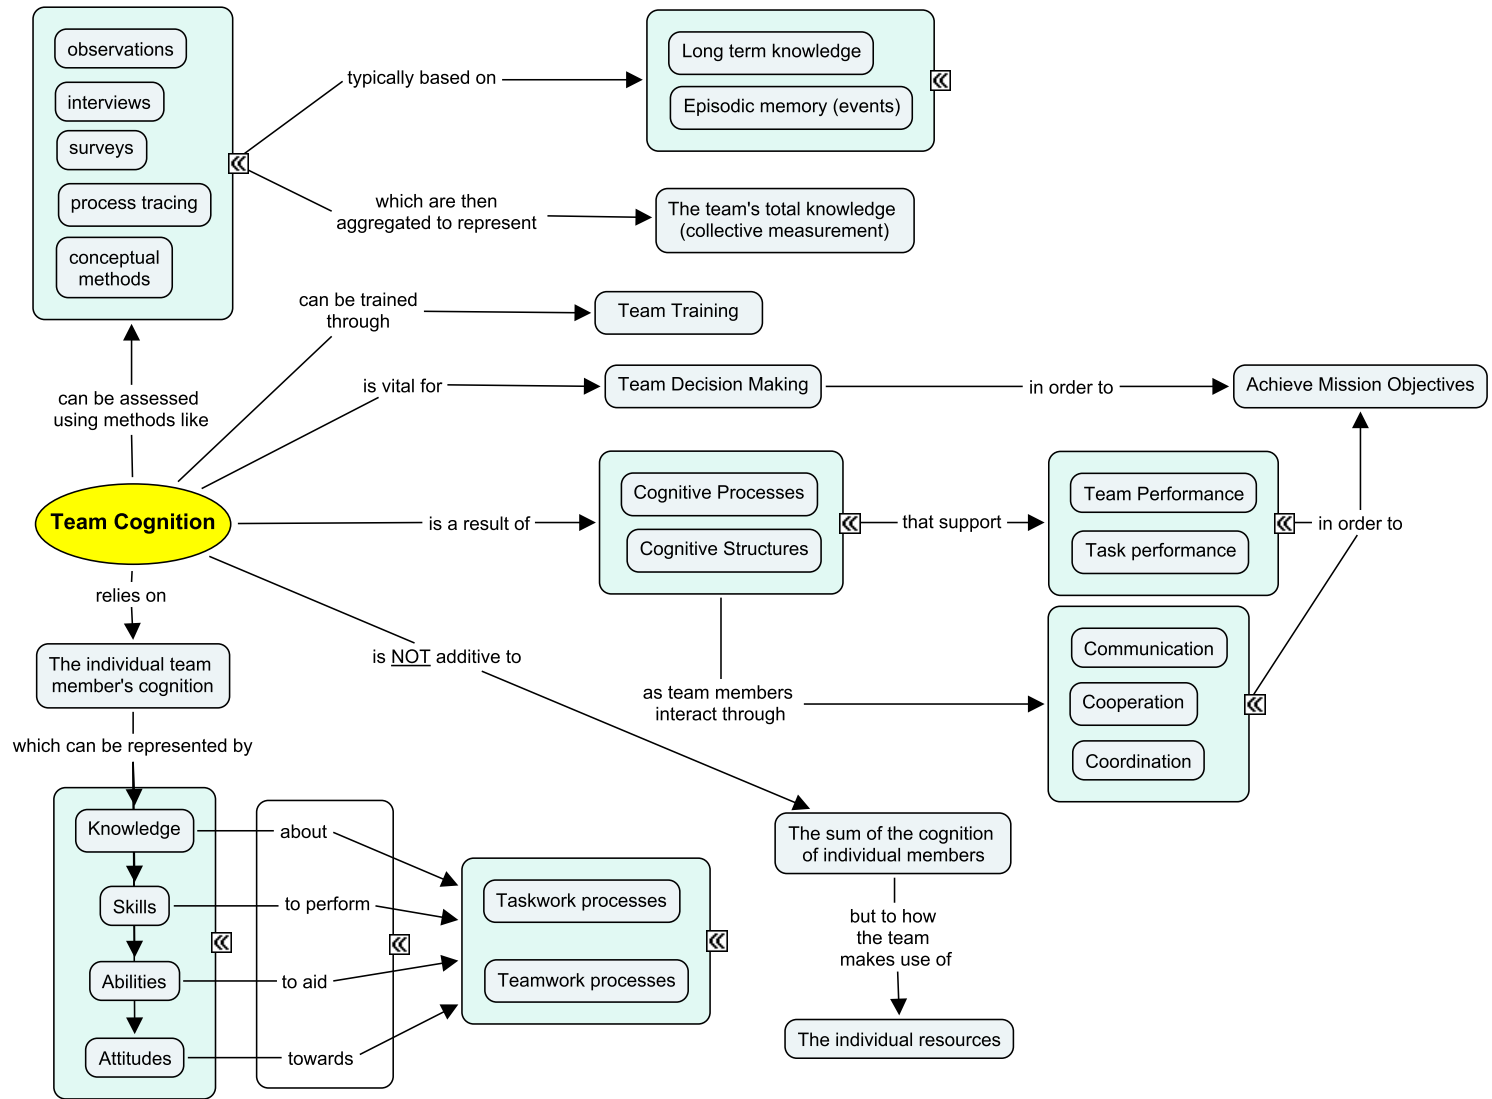 observations
interviews
surveys
process tracing
conceptual
methods
typically based on
Long term knowledge
Episodic memory (events)
which are then
aggregated to represent
The team's total knowledge
(collective measurement)
can be trained
through
Team Training
is vital for
Team Decision Making
in order to
Achieve Mission Objectives
can be assessed
using methods like
Team Cognition
is a result of
Cognitive Processes
Cognitive Structures
that support
Team Performance
Task performance
in order to
relies on
The individual team
member's cognition
is NOT additive to
as team members
interact through
Communication
Cooperation
Coordination
which can be represented by
Knowledge
about
Skills
to perform
Abilities
to aid
Attitudes
towards
Taskwork processes
Teamwork processes
The sum of the cognition
of individual members
but to how
the team
makes use of
The individual resources